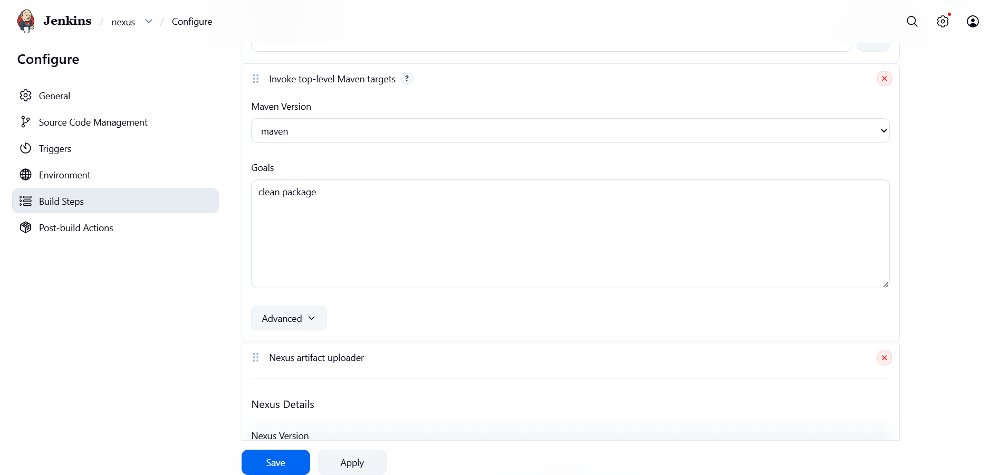 Jenkins / nexus / Configure
Configure
General
Source Code Management
Triggers
Environment
Build Steps
Post-build Actions
Invoke top-level Maven targets ?
Maven Version
maven
Goals
clean package
Advanced
Nexus artifact uploader
Nexus Details
Nexus Version
Save Apply